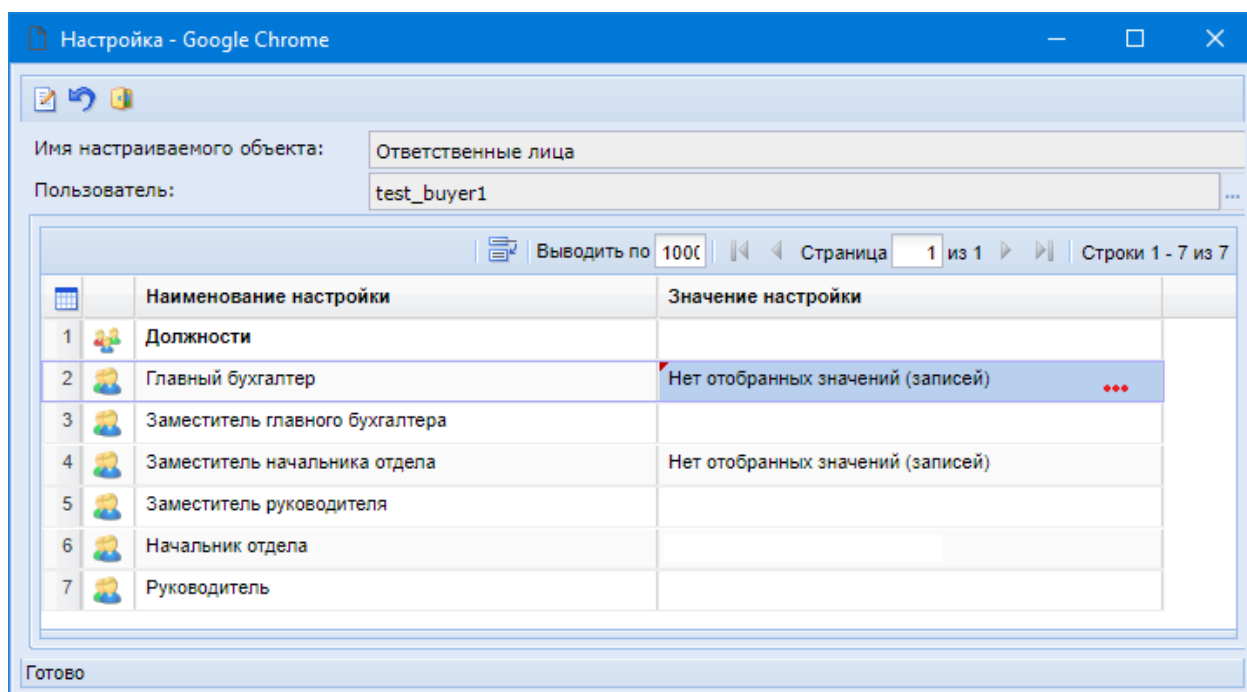 Настройка - Google Chrome
Имя настраиваемого объекта: Ответственные лица
Пользователь: test_buyer1 ...
Выводить по 1000 Страница 1 из 1 Строки 1 - 7 из 7
Наименование настройки Значение настройки
1 Должности
2 Главный бухгалтер Нет отобранных значений (записей)
3 Заместитель главного бухгалтера
4 Заместитель начальника отдела Нет отобранных значений (записей)
5 Заместитель руководителя
6 Начальник отдела
7 Руководитель
Готово